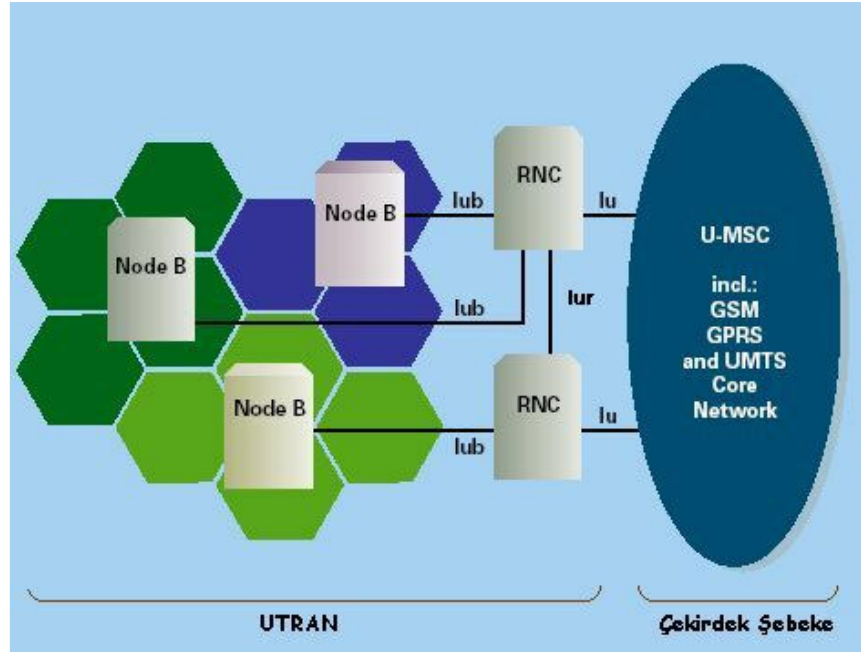 RNC
Node B
Iub
Iu
Node B
U-MSC
incl.:
GSM
GPRS
and UMTS
Core
Network
Iub
Iur
Node B
RNC
Iub
Iu
UTRAN
Çekirdek Şebeke